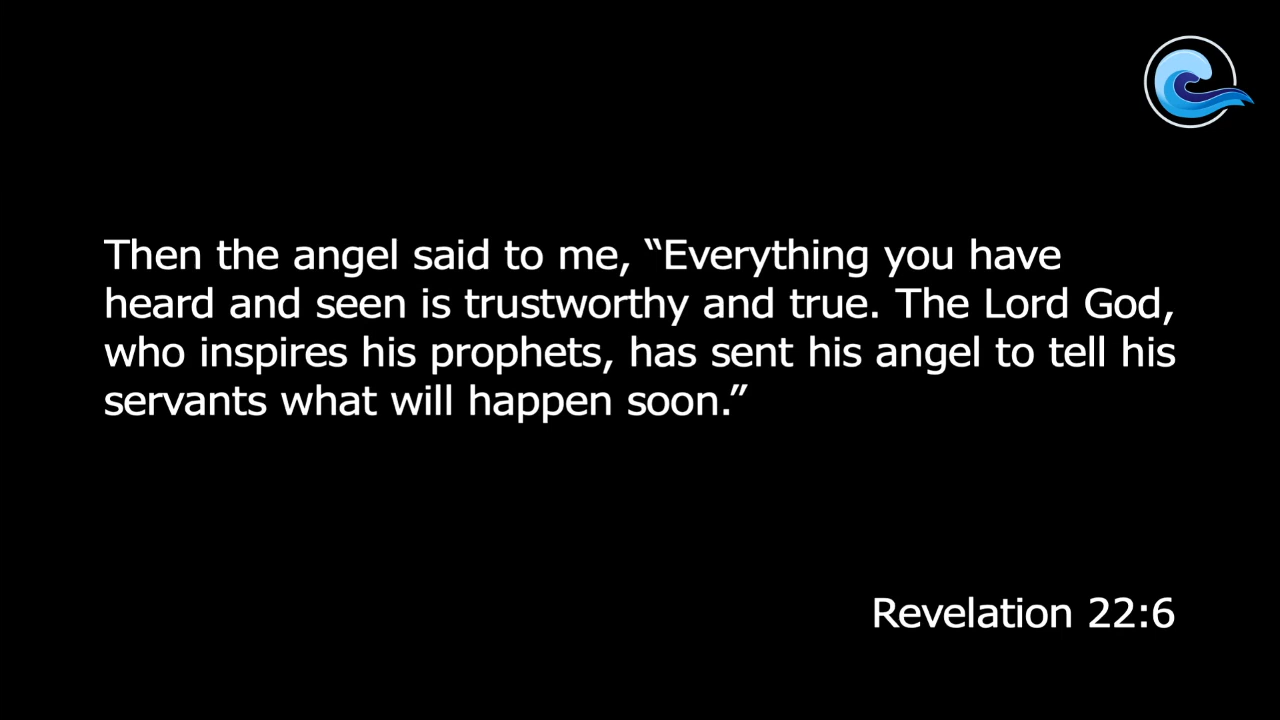 Then the angel said to me, “Everything you have
heard and seen is trustworthy and true. The Lord God,
who inspires his prophets, has sent his angel to tell his
servants what will happen soon.”
Revelation 22:6